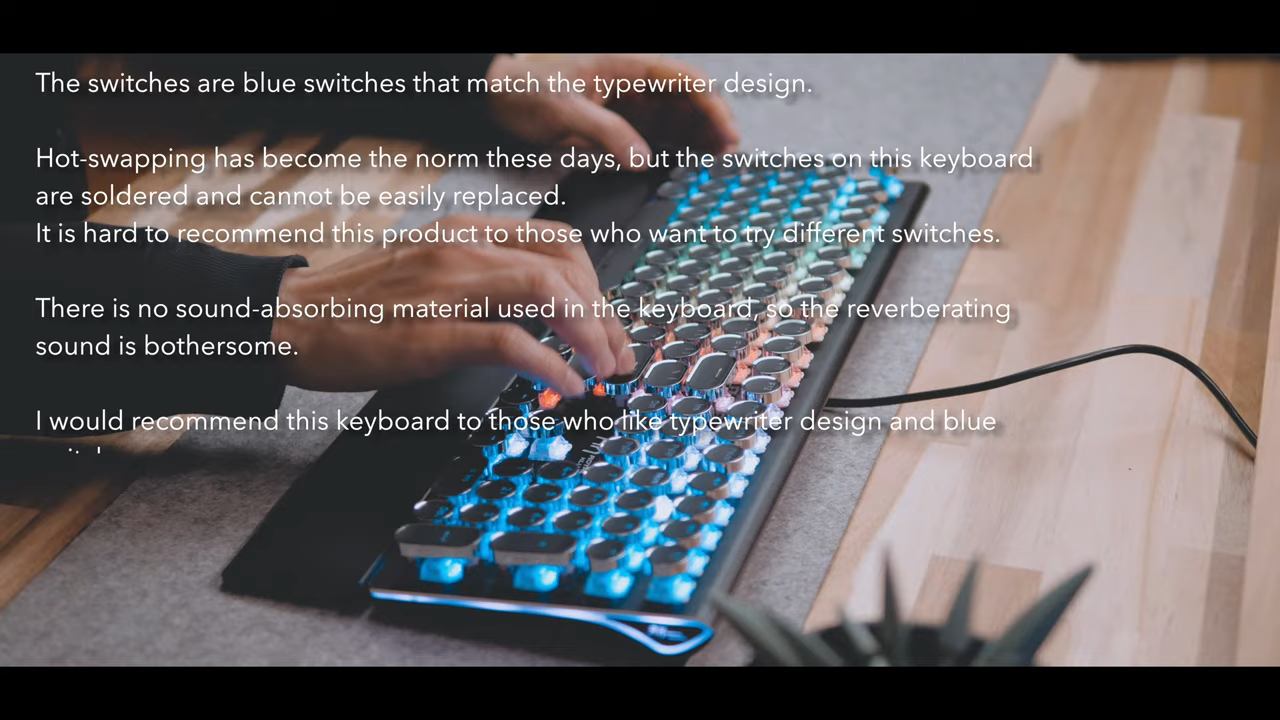 The switches are blue switches that match the typewriter design.
Hot-swapping has become the norm these days, but the switches on this keyboard
are soldered and cannot be easily replaced.
It is hard to recommend this product to those who want to try different switches.
There is no sound-absorbing material used in the keyboard, so the reverberating
sound is bothersome.
I would recommend this keyboard to those who like typewriter design and blue